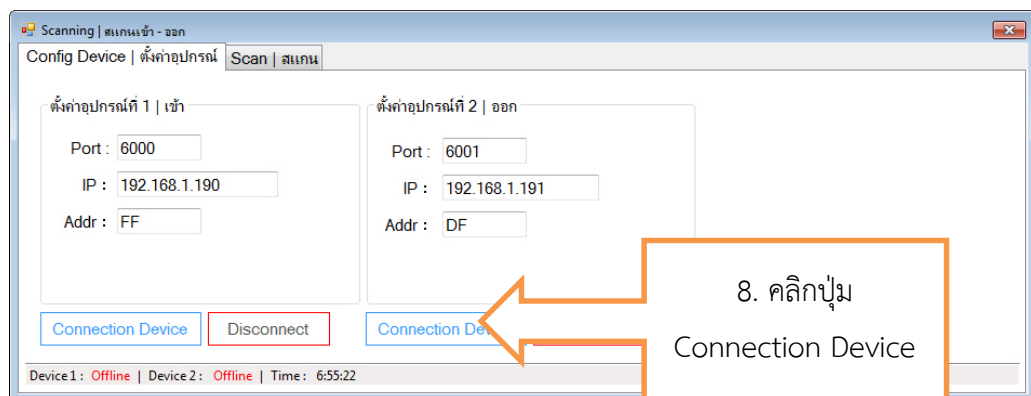 Scanning | สแกนเข้า - ออก
Config Device | ตั้งค่าอุปกรณ์ Scan | สแกน
ตั้งค่าอุปกรณ์ที่ 1 | เข้า
Port : 6000
IP : 192.168.1.190
Addr : FF
Connection Device Disconnect
ตั้งค่าอุปกรณ์ที่ 2 | ออก
Port : 6001
IP : 192.168.1.191
Addr : DF
Connection
8. คลิกปุ่ม
Connection Device
Device 1 : Offline | Device 2 : Offline | Time : 6:55:22